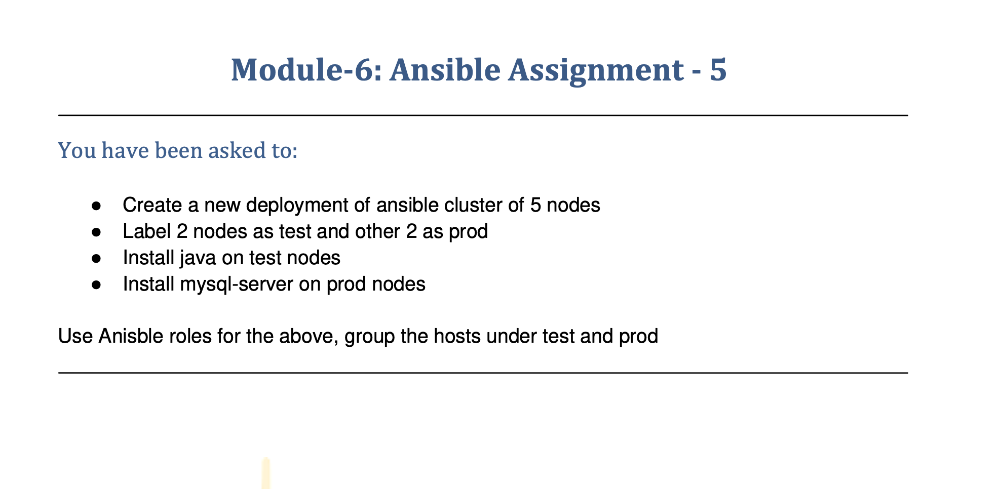 Module-6: Ansible Assignment - 5
You have been asked to:
● Create a new deployment of ansible cluster of 5 nodes
● Label 2 nodes as test and other 2 as prod
● Install java on test nodes
● Install mysql-server on prod nodes
Use Anisble roles for the above, group the hosts under test and prod